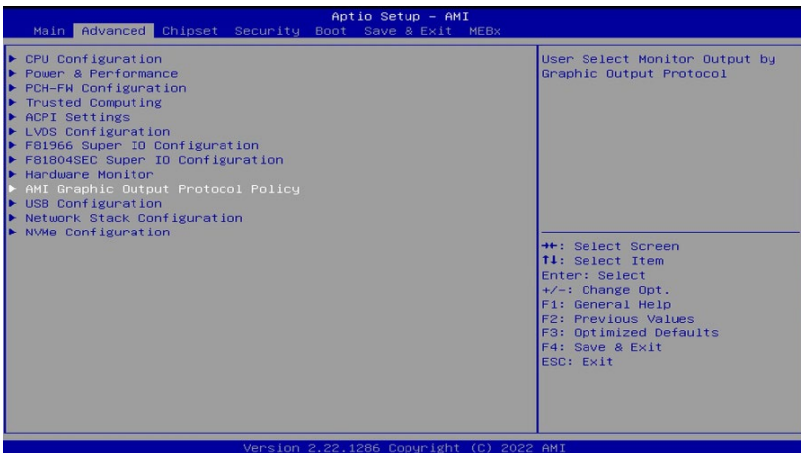 Aptio Setup – AMI
Main Advanced Chipset Security Boot Save & Exit MEBx
▶ CPU Configuration
▶ Power & Performance
▶ PCH-FW Configuration
▶ Trusted Computing
▶ ACPI Settings
▶ LVDS Configuration
▶ F81966 Super IO Configuration
▶ F81804SEC Super IO Configuration
▶ Hardware Monitor
▶ AMI Graphic Output Protocol Policy
▶ USB Configuration
▶ Network Stack Configuration
▶ NVMe Configuration
User Select Monitor Output by
Graphic Output Protocol
→←: Select Screen
↑↓: Select Item
Enter: Select
+/-: Change Opt.
F1: General Help
F2: Previous Values
F3: Optimized Defaults
F4: Save & Exit
ESC: Exit
Version 2.22.1286 Copyright (C) 2022 AMI